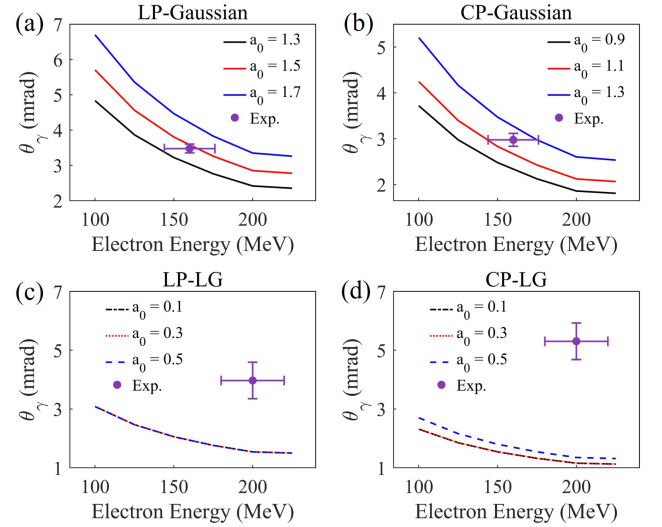 (a) LP-Gaussian
7
6
5
4
3
2
θγ (mrad)
a0 = 1.3
a0 = 1.5
a0 = 1.7
Exp.
100 150 200
Electron Energy (MeV)
(b) CP-Gaussian
5
4
3
2
θγ (mrad)
a0 = 0.9
a0 = 1.1
a0 = 1.3
Exp.
100 150 200
Electron Energy (MeV)
(c) LP-LG
7
5
3
1
θγ (mrad)
a0 = 0.1
a0 = 0.3
a0 = 0.5
Exp.
100 150 200
Electron Energy (MeV)
(d) CP-LG
7
5
3
1
θγ (mrad)
a0 = 0.1
a0 = 0.3
a0 = 0.5
Exp.
100 150 200
Electron Energy (MeV)